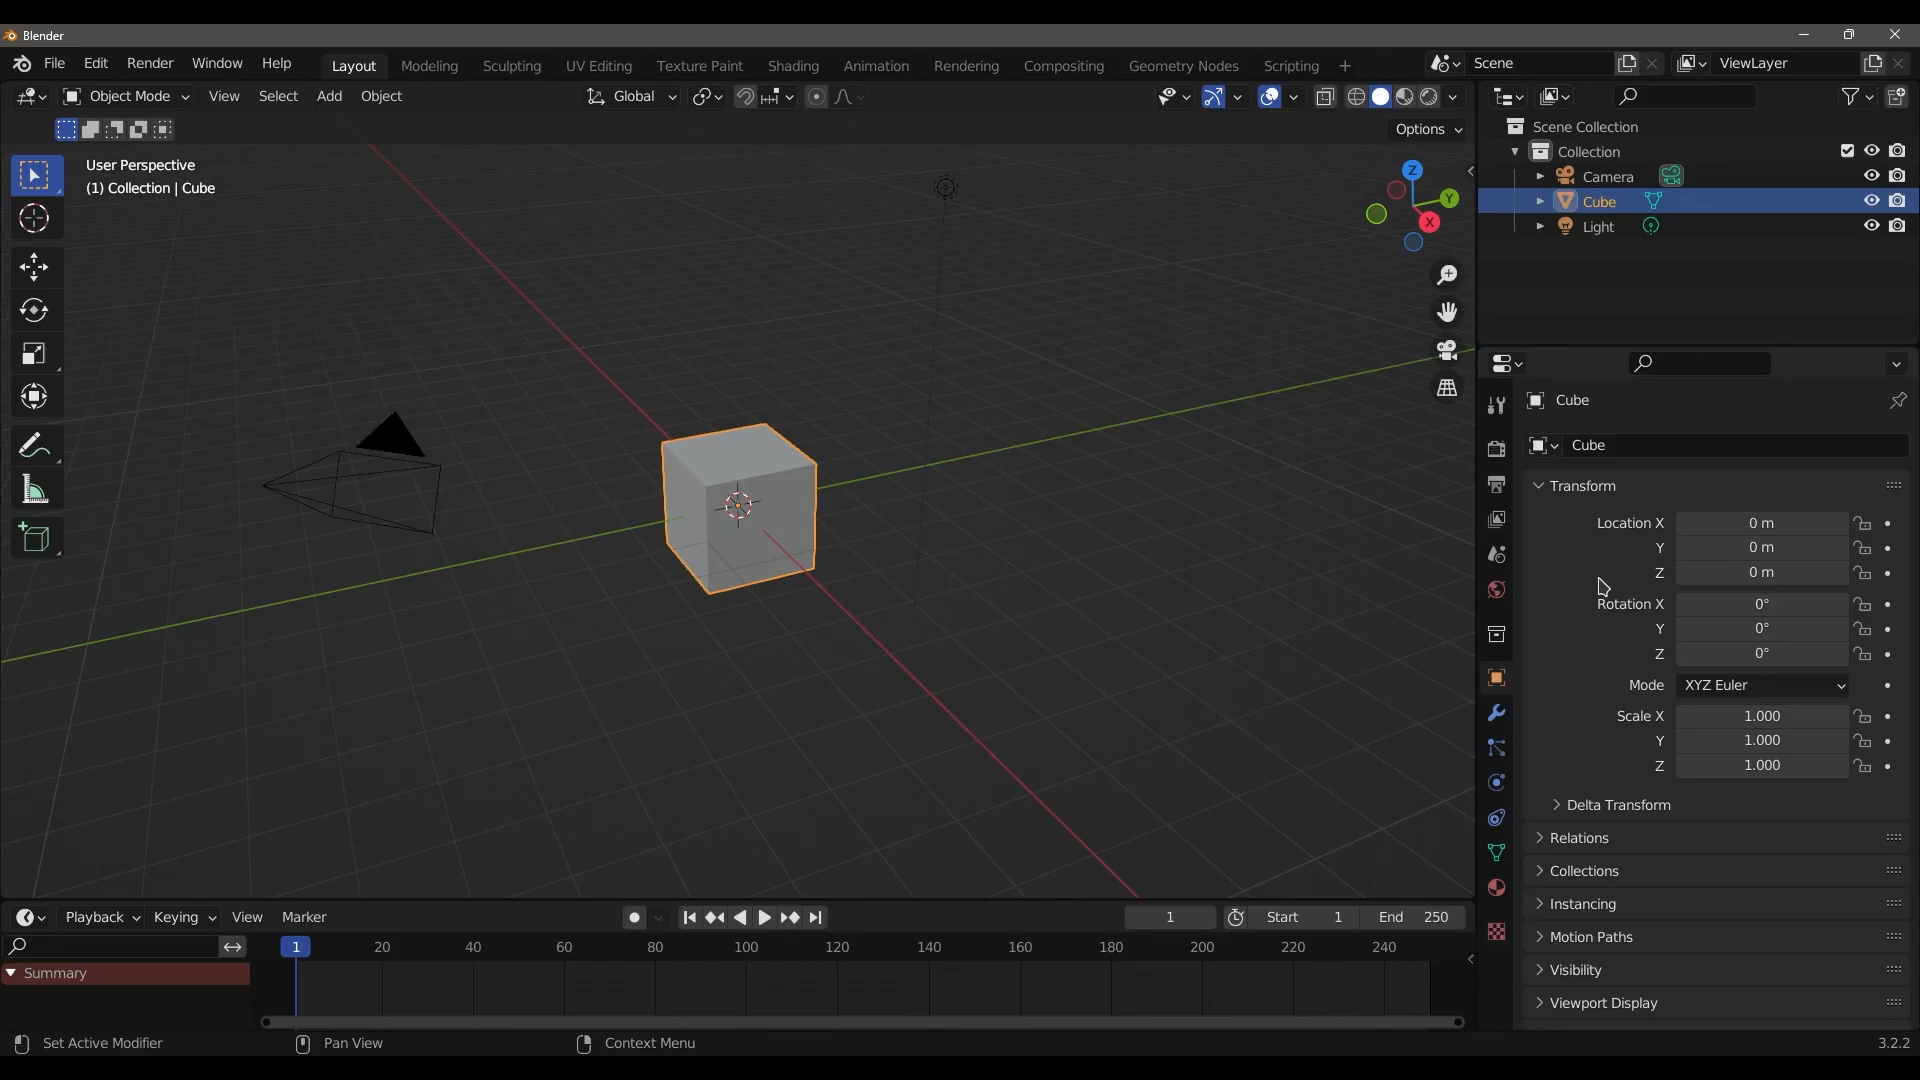 Blender
File Edit Render Window Help Layout Modeling Sculpting UV Editing Texture Paint Shading Animation Rendering Compositing Geometry Nodes Scripting + Scene ViewLayer
Object Mode View Select Add Object Global
Options
User Perspective
(1) Collection | Cube
Z
Y
X
Scene Collection
Collection
Camera
Cube
Light
Cube
Cube
Transform
Location X 0 m
Y 0 m
Z 0 m
Rotation X 0°
Y 0°
Z 0°
Mode XYZ Euler
Scale X 1.000
Y 1.000
Z 1.000
Delta Transform
Relations
Collections
Instancing
Motion Paths
Visibility
Viewport Display
Playback Keying View Marker 1 Start 1 End 250
1 20 40 60 80 100 120 140 160 180 200 220 240
Summary
Set Active Modifier Pan View Context Menu 3.2.2